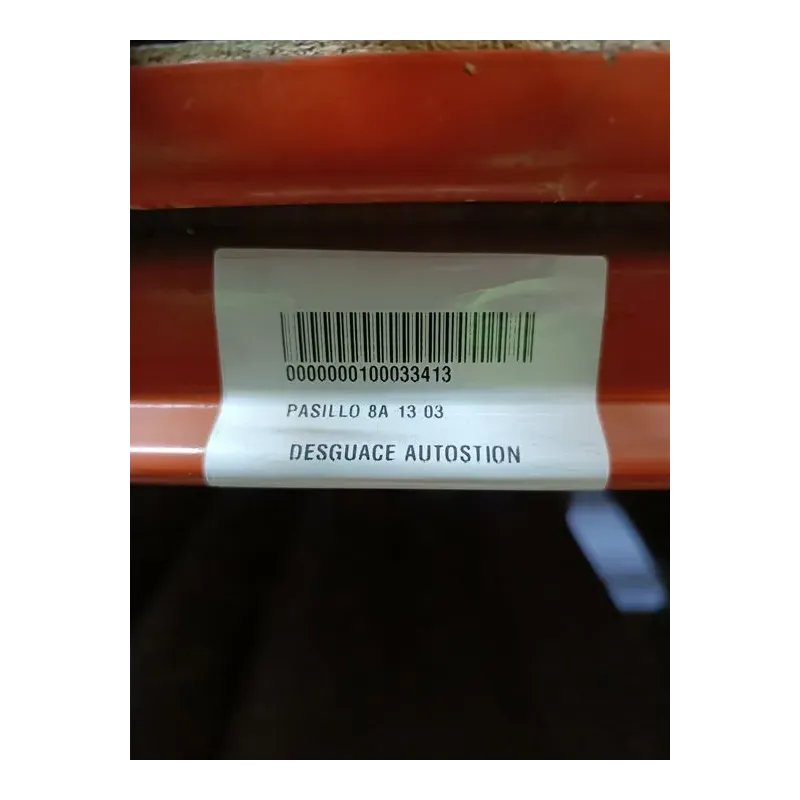 0000000100033413
PASILLO 8A 13 03
DESGUACE AUTOSTION